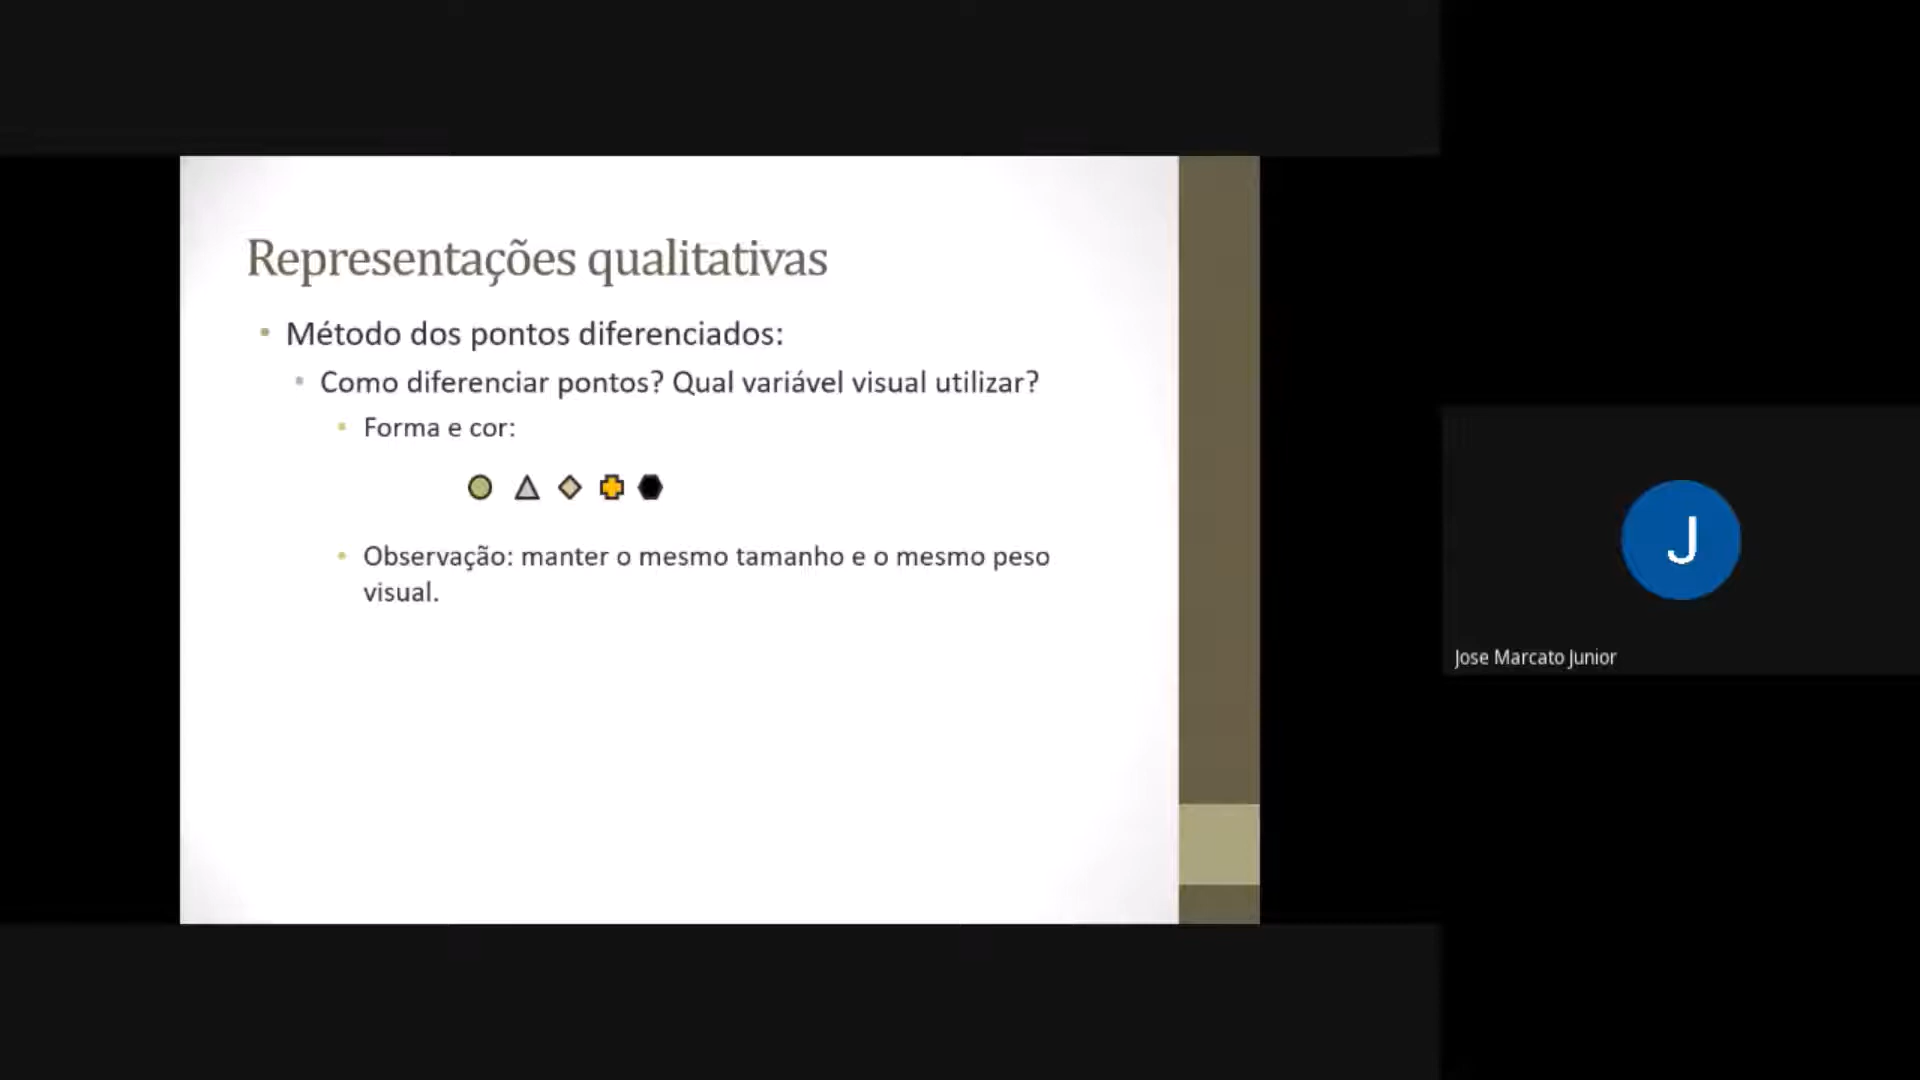 Representações qualitativas
Método dos pontos diferenciados:
Como diferenciar pontos? Qual variável visual utilizar?
Forma e cor:
Observação: manter o mesmo tamanho e o mesmo peso
visual.
J
Jose Marcato Junior